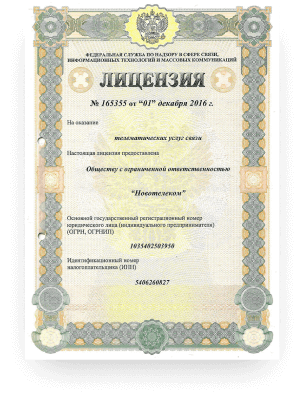 ФЕДЕРАЛЬНАЯ СЛУЖБА ПО НАДЗОРУ В СФЕРЕ СВЯЗИ,
ИНФОРМАЦИОННЫХ ТЕХНОЛОГИЙ И МАССОВЫХ КОММУНИКАЦИЙ
ЛИЦЕНЗИЯ
№ 165355 от “01” декабря 2016 г.
На оказание
телематических услуг связи
Настоящая лицензия предоставлена
Обществу с ограниченной ответственностью
"Новотелеком"
Основной государственный регистрационный номер
юридического лица (индивидуального предпринимателя)
(ОГРН, ОГРНИП)
1035402503950
Идентификационный номер
налогоплательщика (ИНН)
5406260827